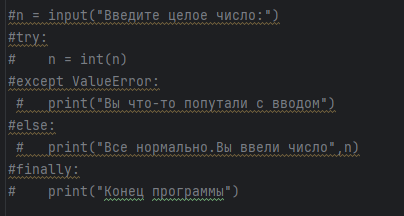 #n = input("Введите целое число:")
#try:
#    n = int(n)
#except ValueError:
 #   print("Вы что-то попутали с вводом")
#else:
 #   print("Все нормально.Вы ввели число",n)
#finally:
#    print("Конец программы")